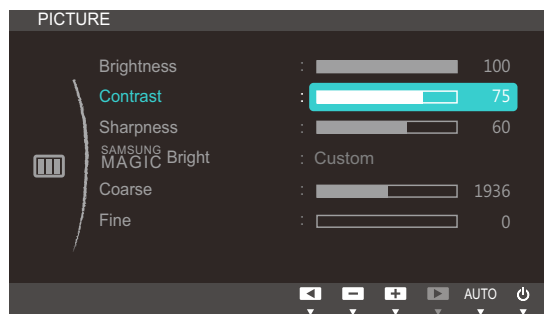 PICTURE
Brightness : 100
Contrast : 75
Sharpness : 60
SAMSUNG
MAGIC Bright : Custom
Coarse : 1936
Fine : 0
AUTO